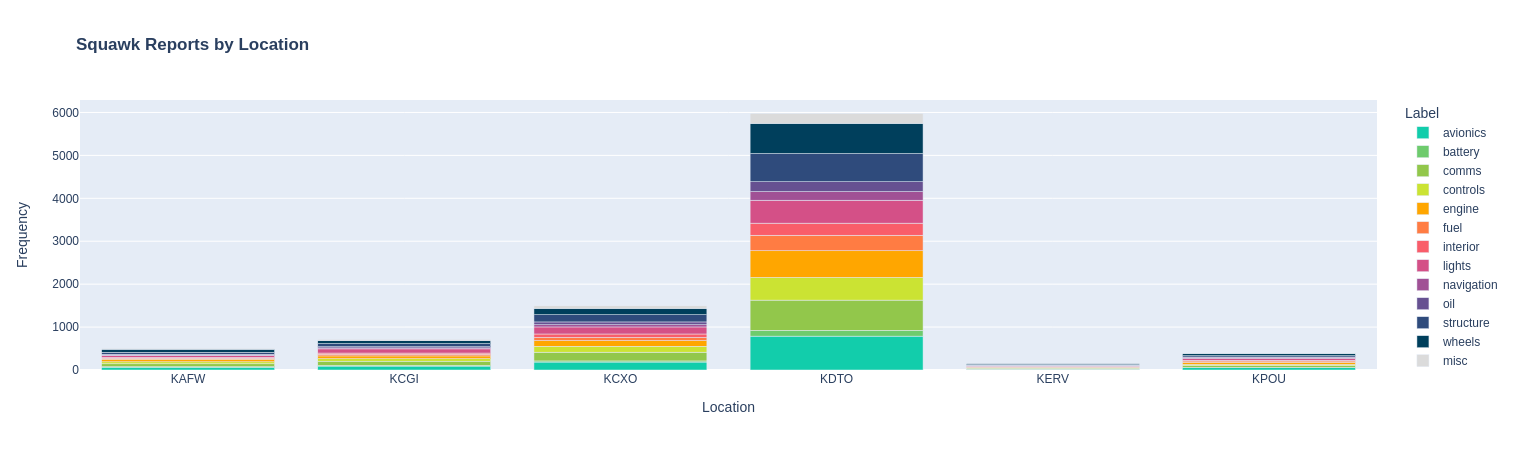 Squawk Reports by Location
Frequency
6000
5000
4000
3000
2000
1000
0
KAFW
KCGI
KCXO
KDTO
KERV
KPOU
Location
Label
avionics
battery
comms
controls
engine
fuel
interior
lights
navigation
oil
structure
wheels
misc